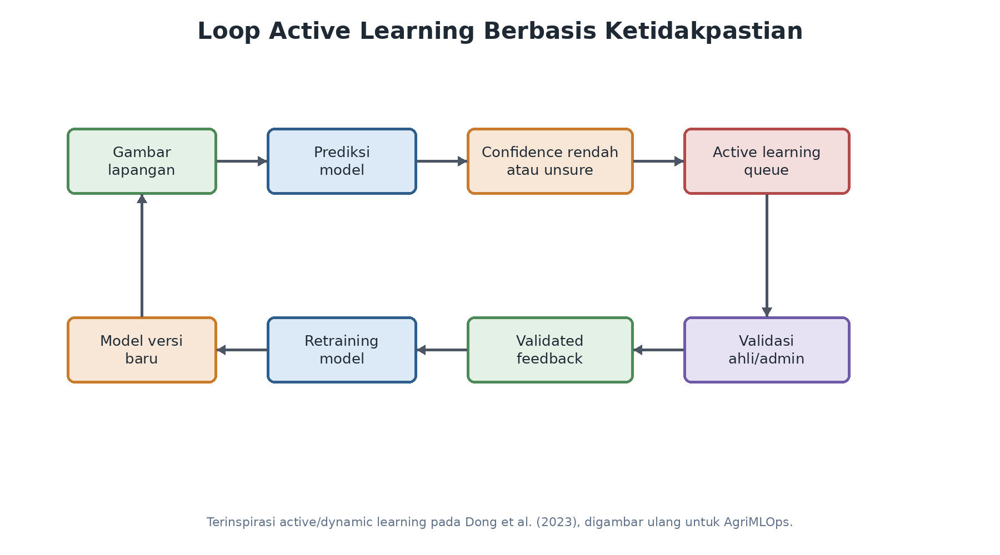 Loop Active Learning Berbasis Ketidakpastian
Gambar
lapangan
Prediksi
model
Confidence rendah
atau unsure
Active learning
queue
Model versi
baru
Retraining
model
Validated
feedback
Validasi
ahli/admin
Terinspirasi active/dynamic learning pada Dong et al. (2023), digambar ulang untuk AgriMLOps.